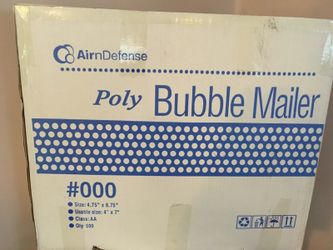 AirnDefense
Poly Bubble Mailer
#000
Size: 4.75" x 8.75"
Usable size: 4" x 7"
Class: AA
Qty: 500